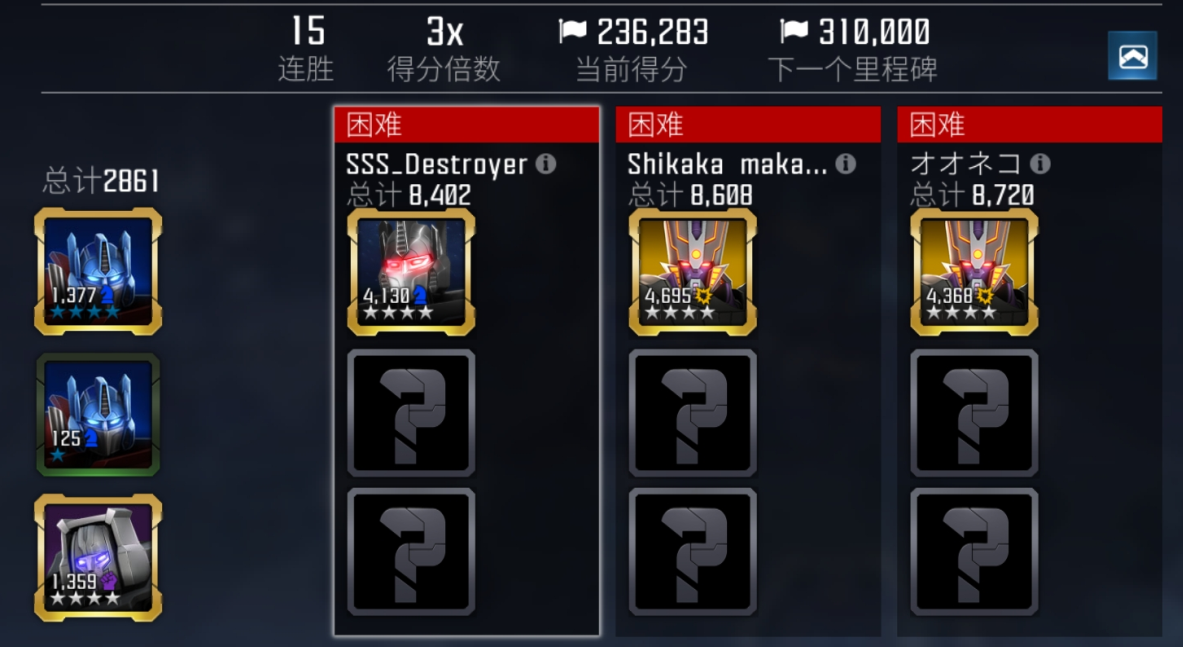 15 3x 236,283 310,000
连胜 得分倍数 当前得分 下一个里程碑
总计2861
1,377
125
1,359
困难
SSS_Destroyer
总计 8,402
4,130
困难
Shikaka maka...
总计 8,608
4,695
困难
オオネコ
总计 8,720
4,368